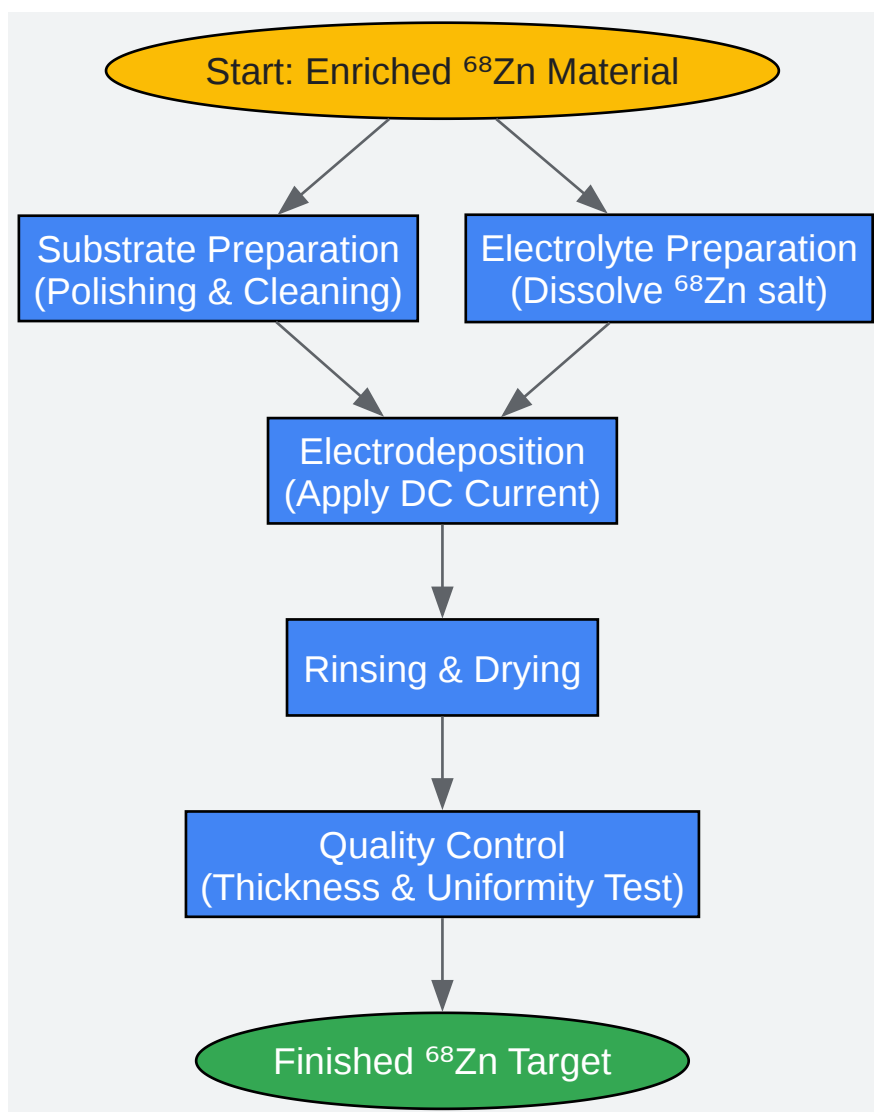 Start: Enriched ⁶⁸Zn Material
Substrate Preparation
(Polishing & Cleaning)
Electrolyte Preparation
(Dissolve ⁶⁸Zn salt)
Electrodeposition
(Apply DC Current)
Rinsing & Drying
Quality Control
(Thickness & Uniformity Test)
Finished ⁶⁸Zn Target